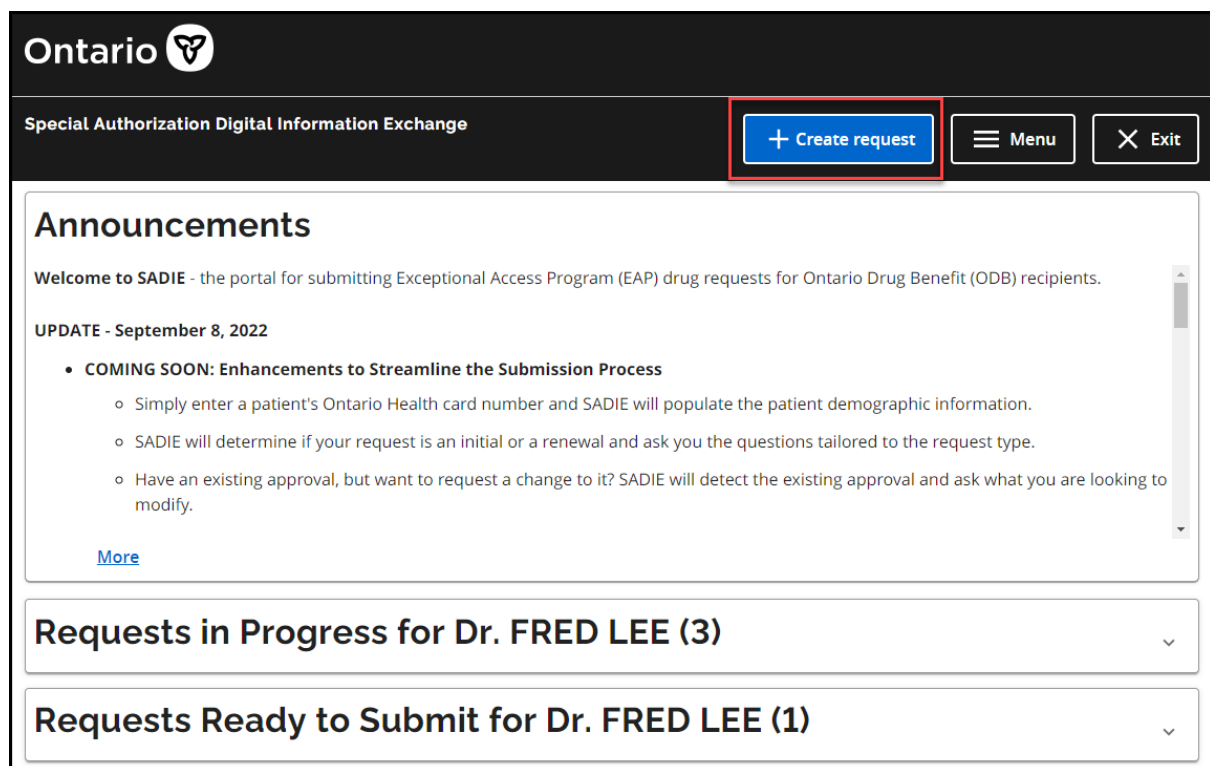 Ontario
Special Authorization Digital Information Exchange
Create request
Menu
Exit
Announcements
Welcome to SADIE - the portal for submitting Exceptional Access Program (EAP) drug requests for Ontario Drug Benefit (ODB) recipients.
UPDATE - September 8, 2022
• COMING SOON: Enhancements to Streamline the Submission Process
○ Simply enter a patient's Ontario Health card number and SADIE will populate the patient demographic information.
○ SADIE will determine if your request is an initial or a renewal and ask you the questions tailored to the request type.
○ Have an existing approval, but want to request a change to it? SADIE will detect the existing approval and ask what you are looking to
modify.
More
Requests in Progress for Dr. FRED LEE (3)
Requests Ready to Submit for Dr. FRED LEE (1)